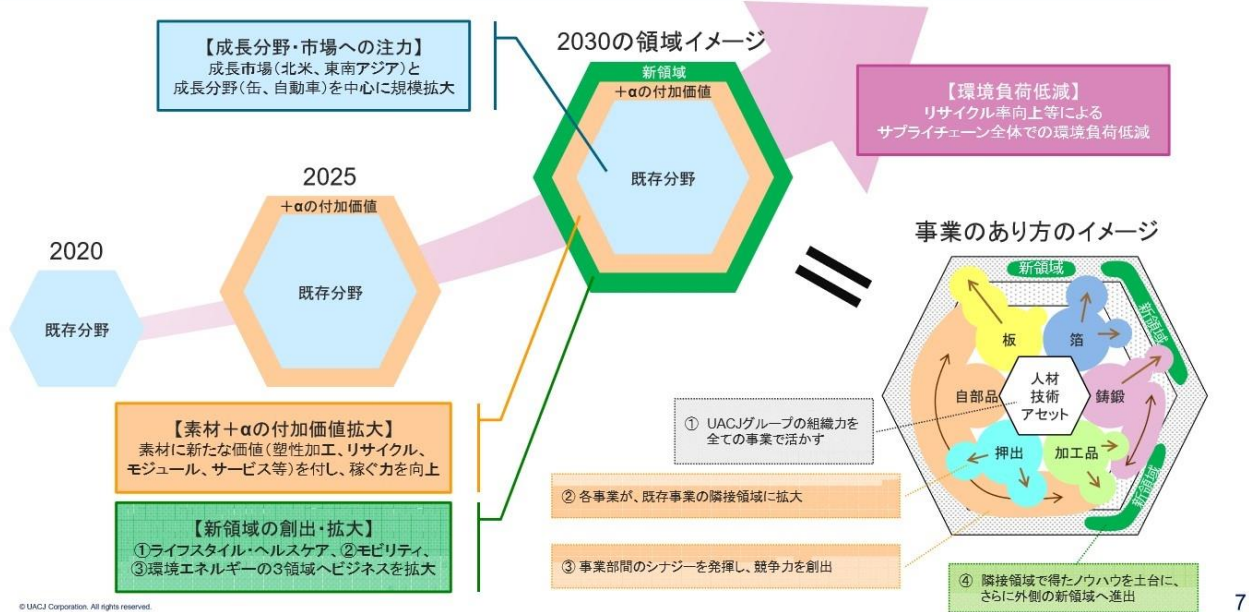 【成長分野・市場への注力】
成長市場(北米、東南アジア)と
成長分野(缶、自動車)を中心に規模拡大
2030の領域イメージ
新領域
+αの付加価値
既存分野
【環境負荷低減】
リサイクル率向上等による
サプライチェーン全体での環境負荷低減
2025
+αの付加価値
既存分野
2020
既存分野
【素材+αの付加価値拡大】
素材に新たな価値(塑性加工、リサイクル、
モジュール、サービス等)を付し、稼ぐ力を向上
【新領域の創出・拡大】
①ライフスタイル・ヘルスケア、②モビリティ、
③環境エネルギーの3領域へビジネスを拡大
事業のあり方のイメージ
新領域
新領域
新領域
板
箔
自部品
人材
技術
アセット
鋳鍛
押出
加工品
① UACJグループの組織力を
全ての事業で活かす
② 各事業が、既存事業の隣接領域に拡大
③ 事業部間のシナジーを発揮し、競争力を創出
④ 隣接領域で得たノウハウを土台に、
さらに外側の新領域へ進出
© UACJ Corporation. All rights reserved.
7